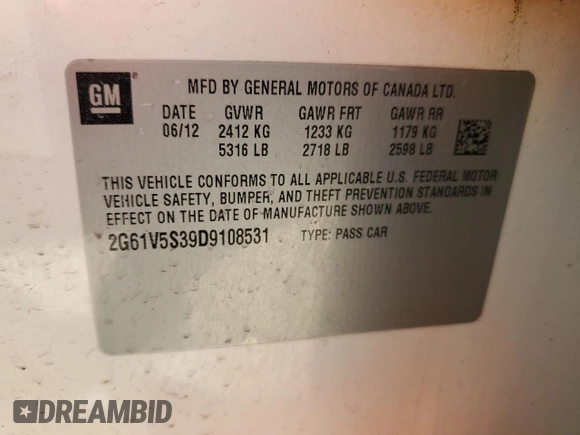 GM
MFD BY GENERAL MOTORS OF CANADA LTD.
DATE GVWR GAWR FRT GAWR RR
06/12 2412 KG 1233 KG 1179 KG
5316 LB 2718 LB 2598 LB
THIS VEHICLE CONFORMS TO ALL APPLICABLE U.S. FEDERAL MOTOR
VEHICLE SAFETY, BUMPER, AND THEFT PREVENTION STANDARDS IN
EFFECT ON THE DATE OF MANUFACTURE SHOWN ABOVE.
2G61V5S39D9108531 TYPE: PASS CAR
DREAMBID